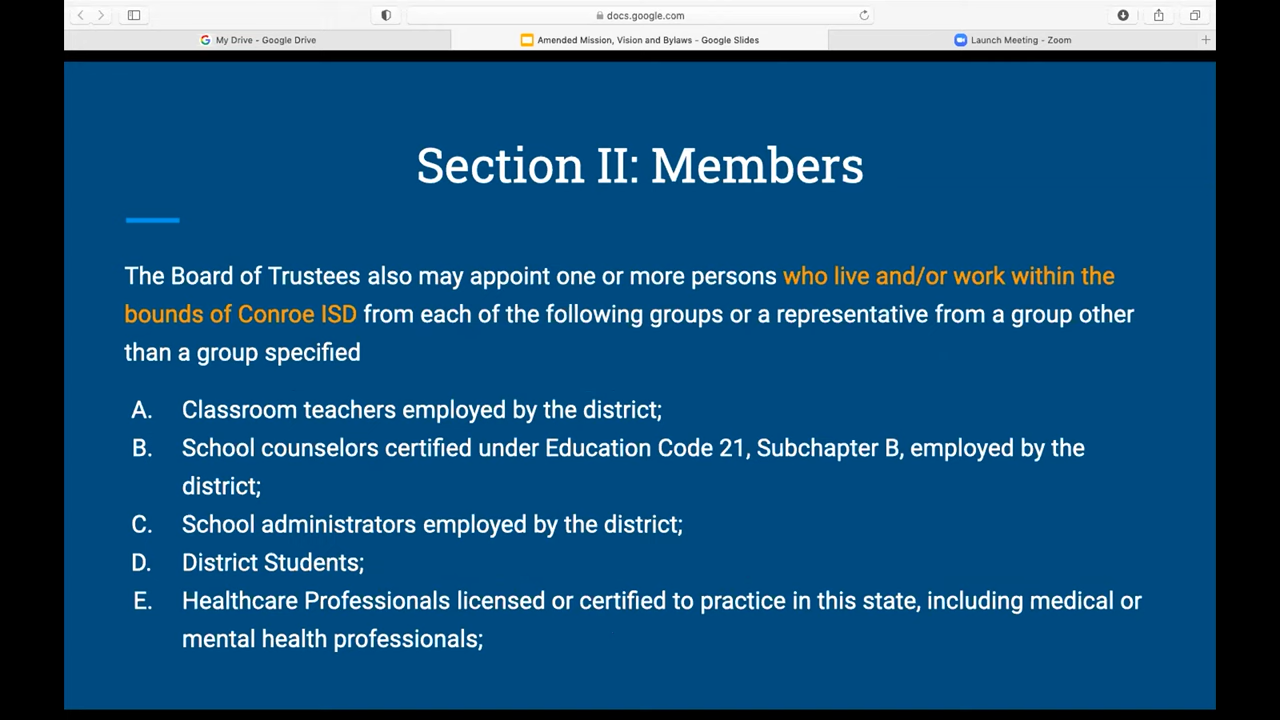 docs.google.com
My Drive - Google Drive
Amended Mission, Vision and Bylaws - Google Slides
Launch Meeting - Zoom
Section II: Members
The Board of Trustees also may appoint one or more persons who live and/or work within the
bounds of Conroe ISD from each of the following groups or a representative from a group other
than a group specified
A. Classroom teachers employed by the district;
B. School counselors certified under Education Code 21, Subchapter B, employed by the
district;
C. School administrators employed by the district;
D. District Students;
E. Healthcare Professionals licensed or certified to practice in this state, including medical or
mental health professionals;